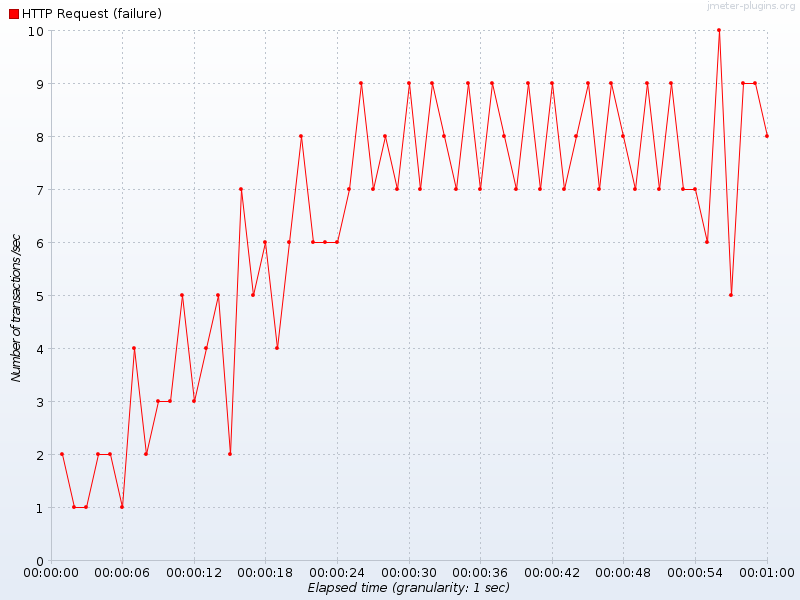 jmeter-plugins.org
HTTP Request (failure)
10
9
8
7
6
5
4
3
2
1
0
Number of transactions /sec
00:00:00 00:00:06 00:00:12 00:00:18 00:00:24 00:00:30 00:00:36 00:00:42 00:00:48 00:00:54 00:01:00
Elapsed time (granularity: 1 sec)